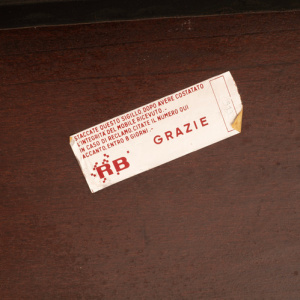 STACCATE QUESTO SIGILLO DOPO AVERE COSTATATO
L'INTEGRITÀ DEL MOBILE RICEVUTO.-
IN CASO DI RECLAMO, CITATE IL NUMERO QUI
ACCANTO, ENTRO 8 GIORNI.-
RB GRAZIE